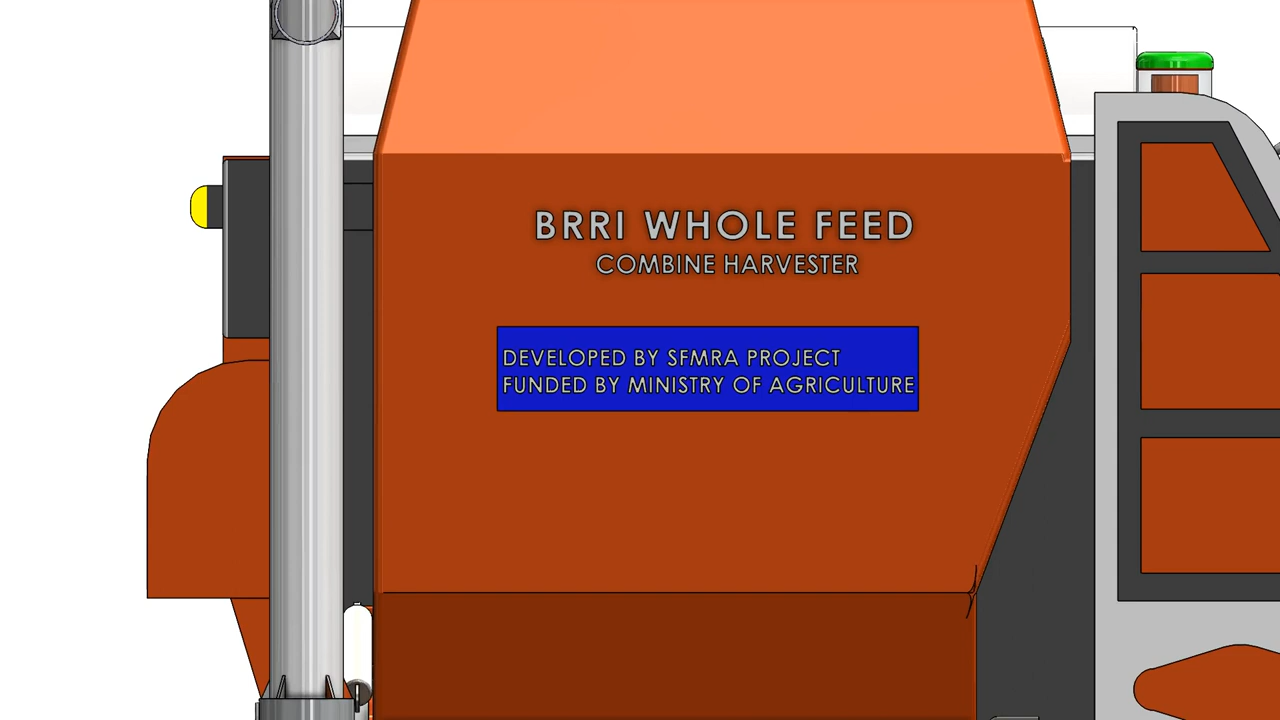 BRRI WHOLE FEED
COMBINE HARVESTER
DEVELOPED BY SFMRA PROJECT
FUNDED BY MINISTRY OF AGRICULTURE